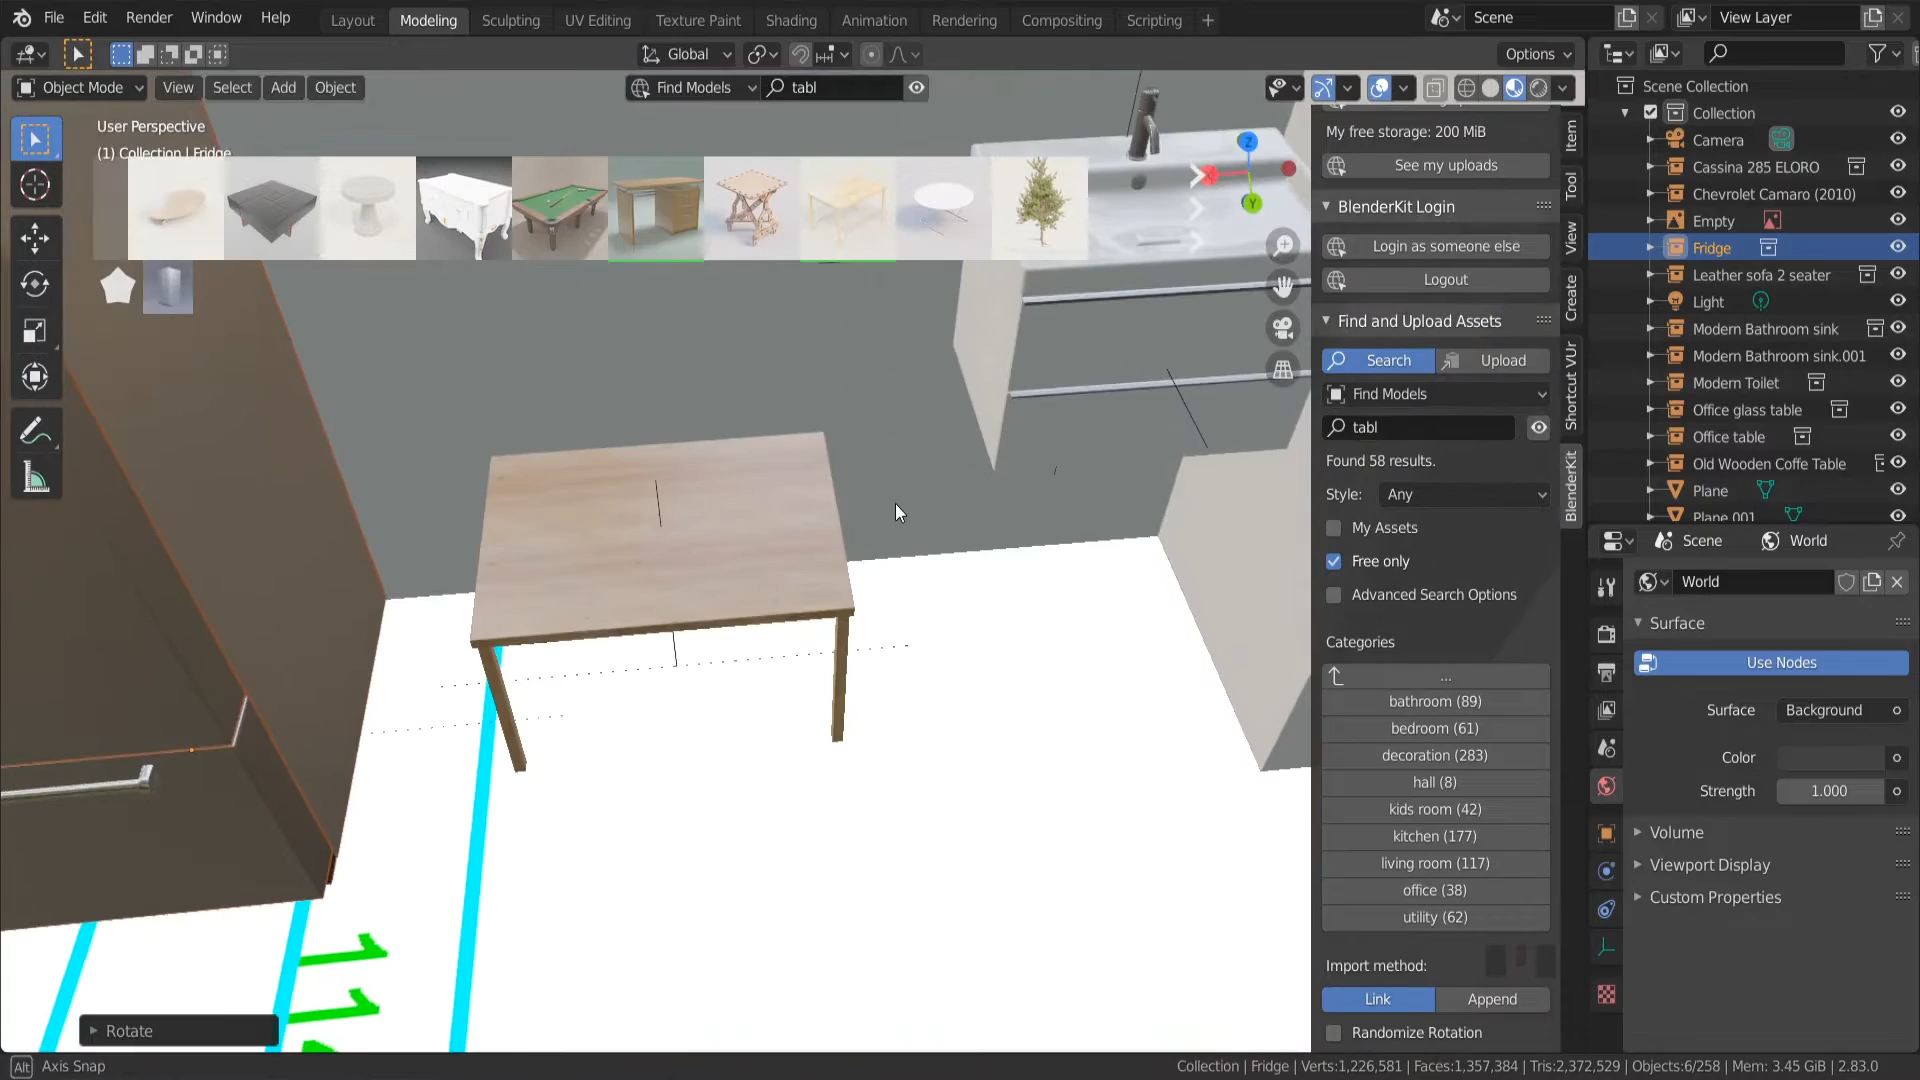 File Edit Render Window Help
Layout Modeling Sculpting UV Editing Texture Paint Shading Animation Rendering Compositing Scripting +
Scene
View Layer
Global
Options
Object Mode View Select Add Object
Find Models
tabl
User Perspective
(1) Collection | Fridge
Z
X
Y
My free storage: 200 MiB
See my uploads
BlenderKit Login
Login as someone else
Logout
Find and Upload Assets
Search Upload
Find Models
tabl
Found 58 results.
Style: Any
My Assets
Free only
Advanced Search Options
Categories
...
bathroom (89)
bedroom (61)
decoration (283)
hall (8)
kids room (42)
kitchen (177)
living room (117)
office (38)
utility (62)
Import method:
Link Append
Randomize Rotation
Item
Tool
View
Create
Shortcut VUr
BlenderKit
Scene Collection
Collection
Camera
Cassina 285 ELORO
Chevrolet Camaro (2010)
Empty
Fridge
Leather sofa 2 seater
Light
Modern Bathroom sink
Modern Bathroom sink.001
Modern Toilet
Office glass table
Office table
Old Wooden Coffe Table
Plane
Plane.001
Scene World
World
Surface
Use Nodes
Surface Background
Color
Strength 1.000
Volume
Viewport Display
Custom Properties
1
1
Rotate
Alt Axis Snap
Collection | Fridge | Verts:1,226,581 | Faces:1,357,384 | Tris:2,372,529 | Objects:6/258 | Mem: 3.45 GiB | 2.83.0